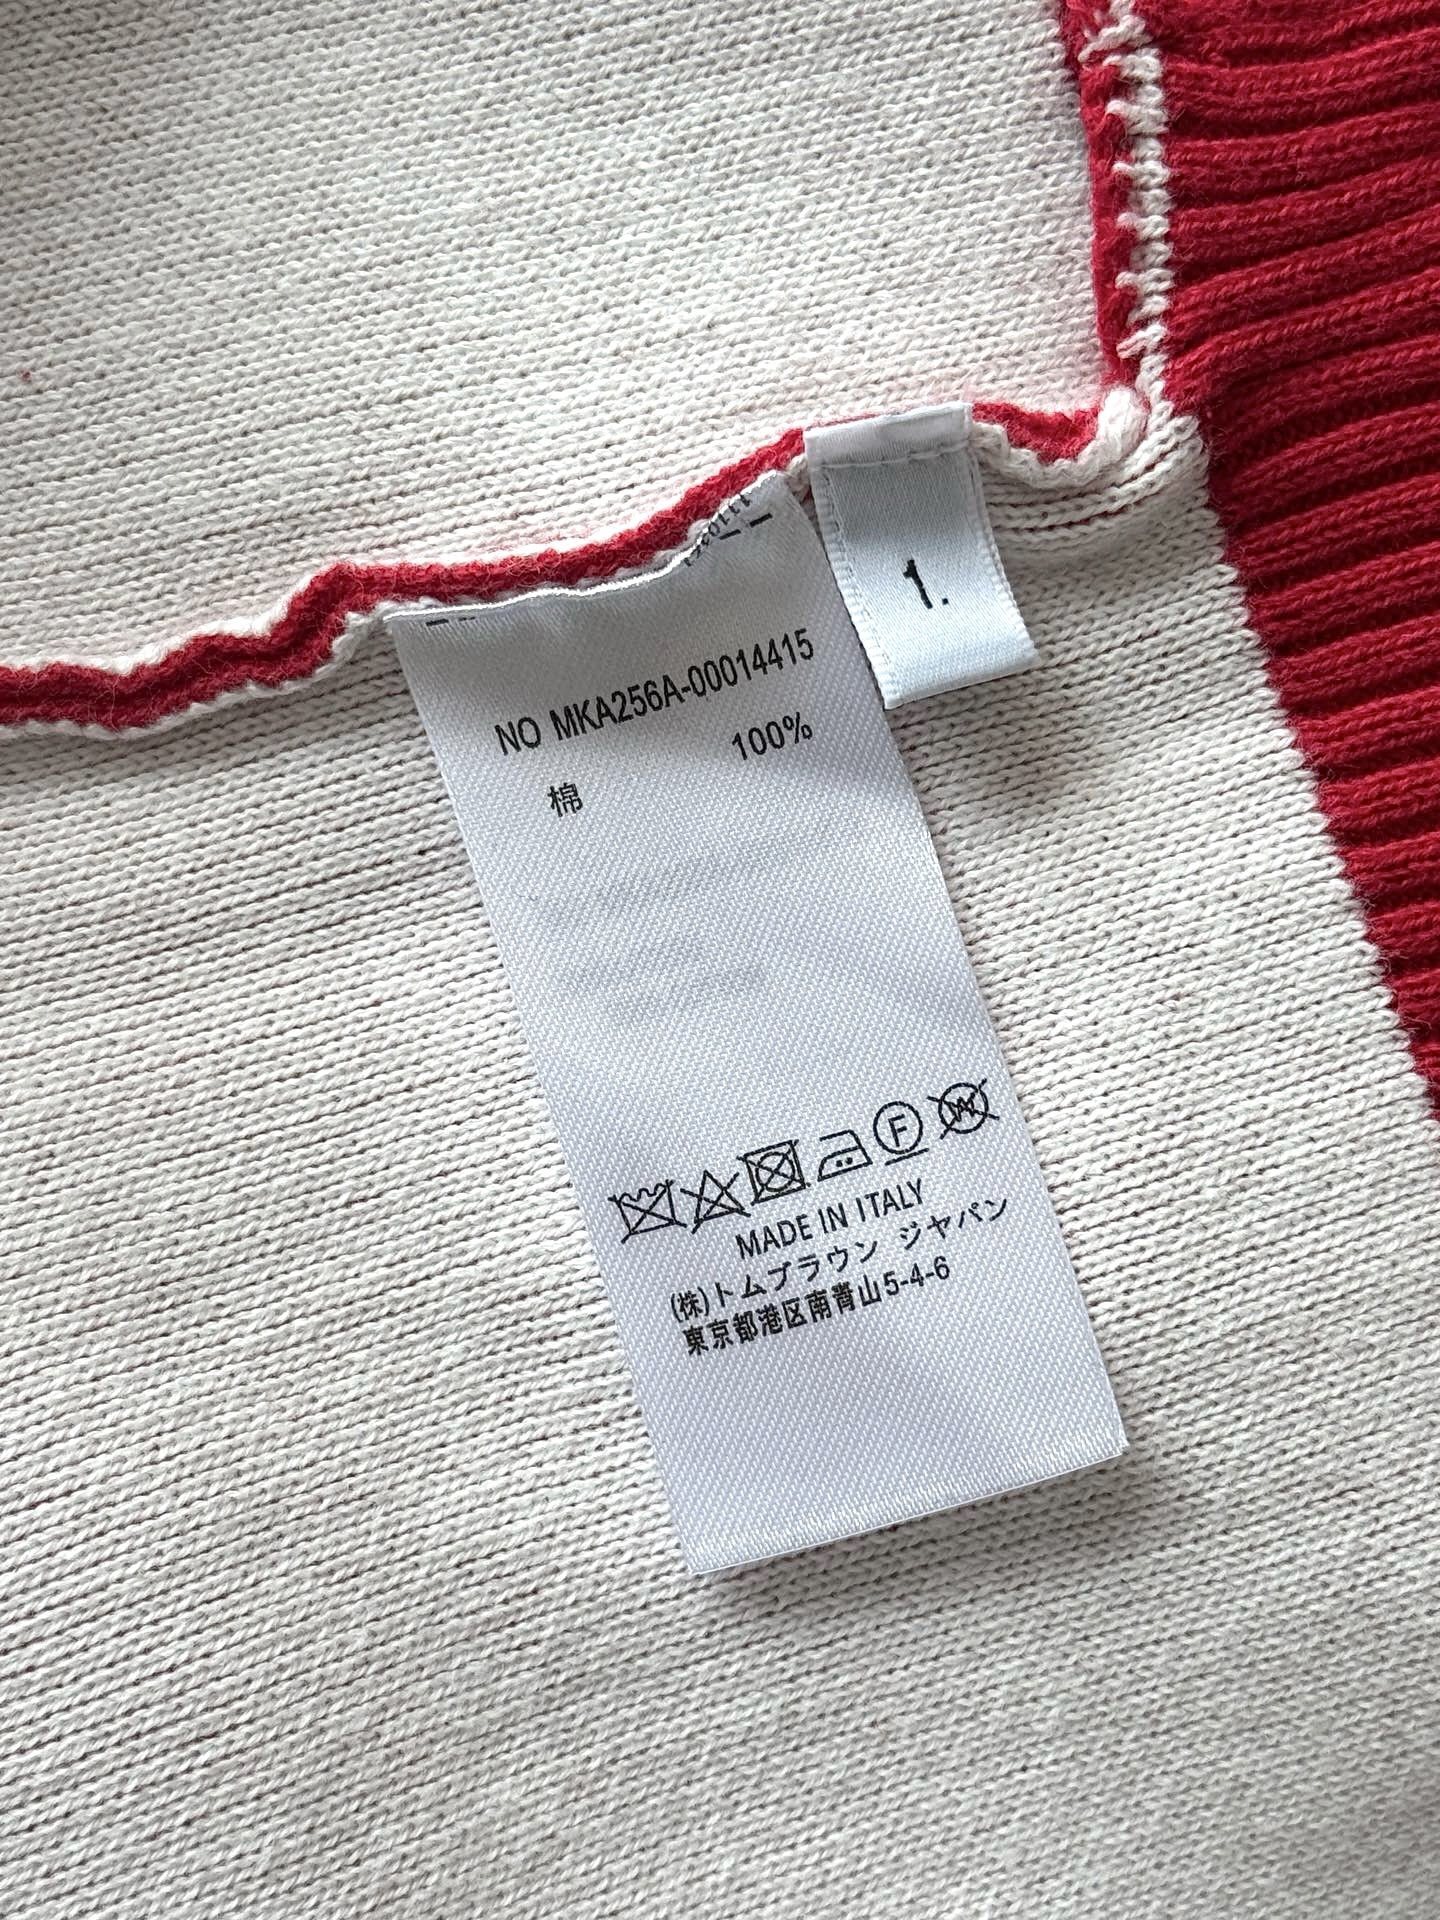 1.
NO MKA256A-00014415
棉 100%
F
W
MADE IN ITALY
(株)トムブラウン ジャパン
東京都港区南青山5-4-6